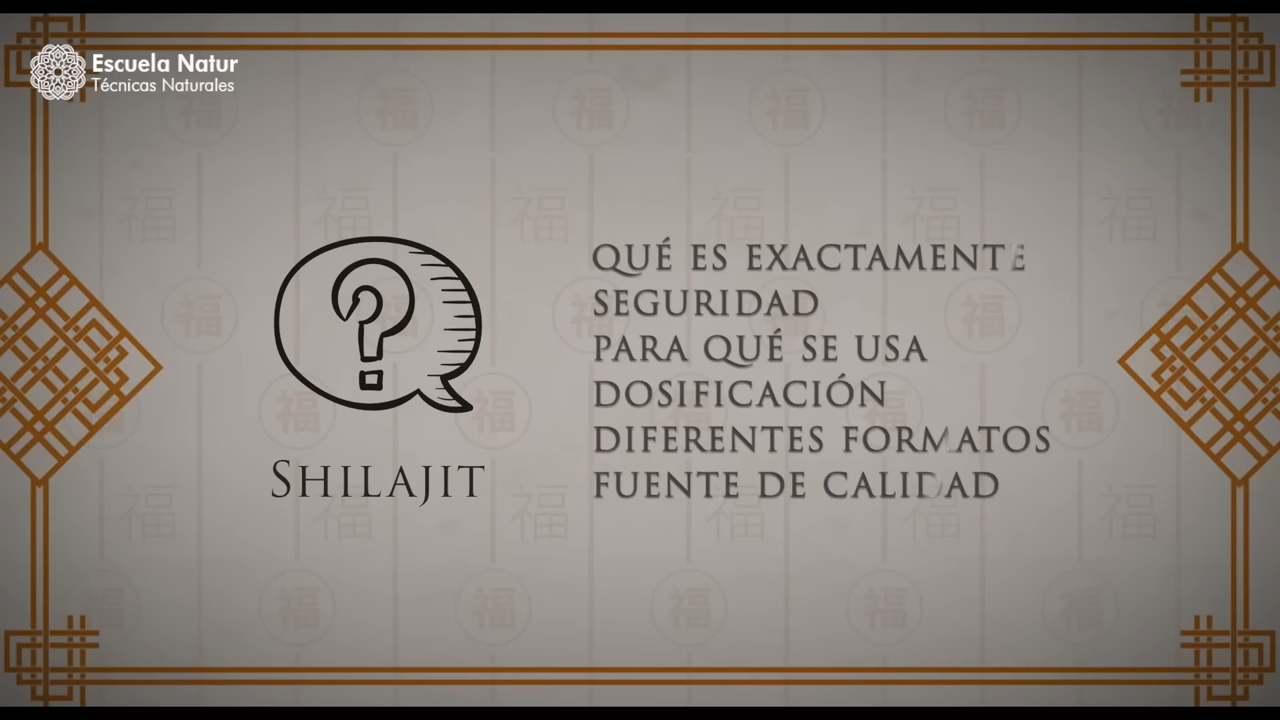 Escuela Natur
Técnicas Naturales
QUÉ ES EXACTAMENTE
SEGURIDAD
PARA QUÉ SE USA
DOSIFICACIÓN
DIFERENTES FORMATOS
FUENTE DE CALIDAD
?
SHILAJIT
福